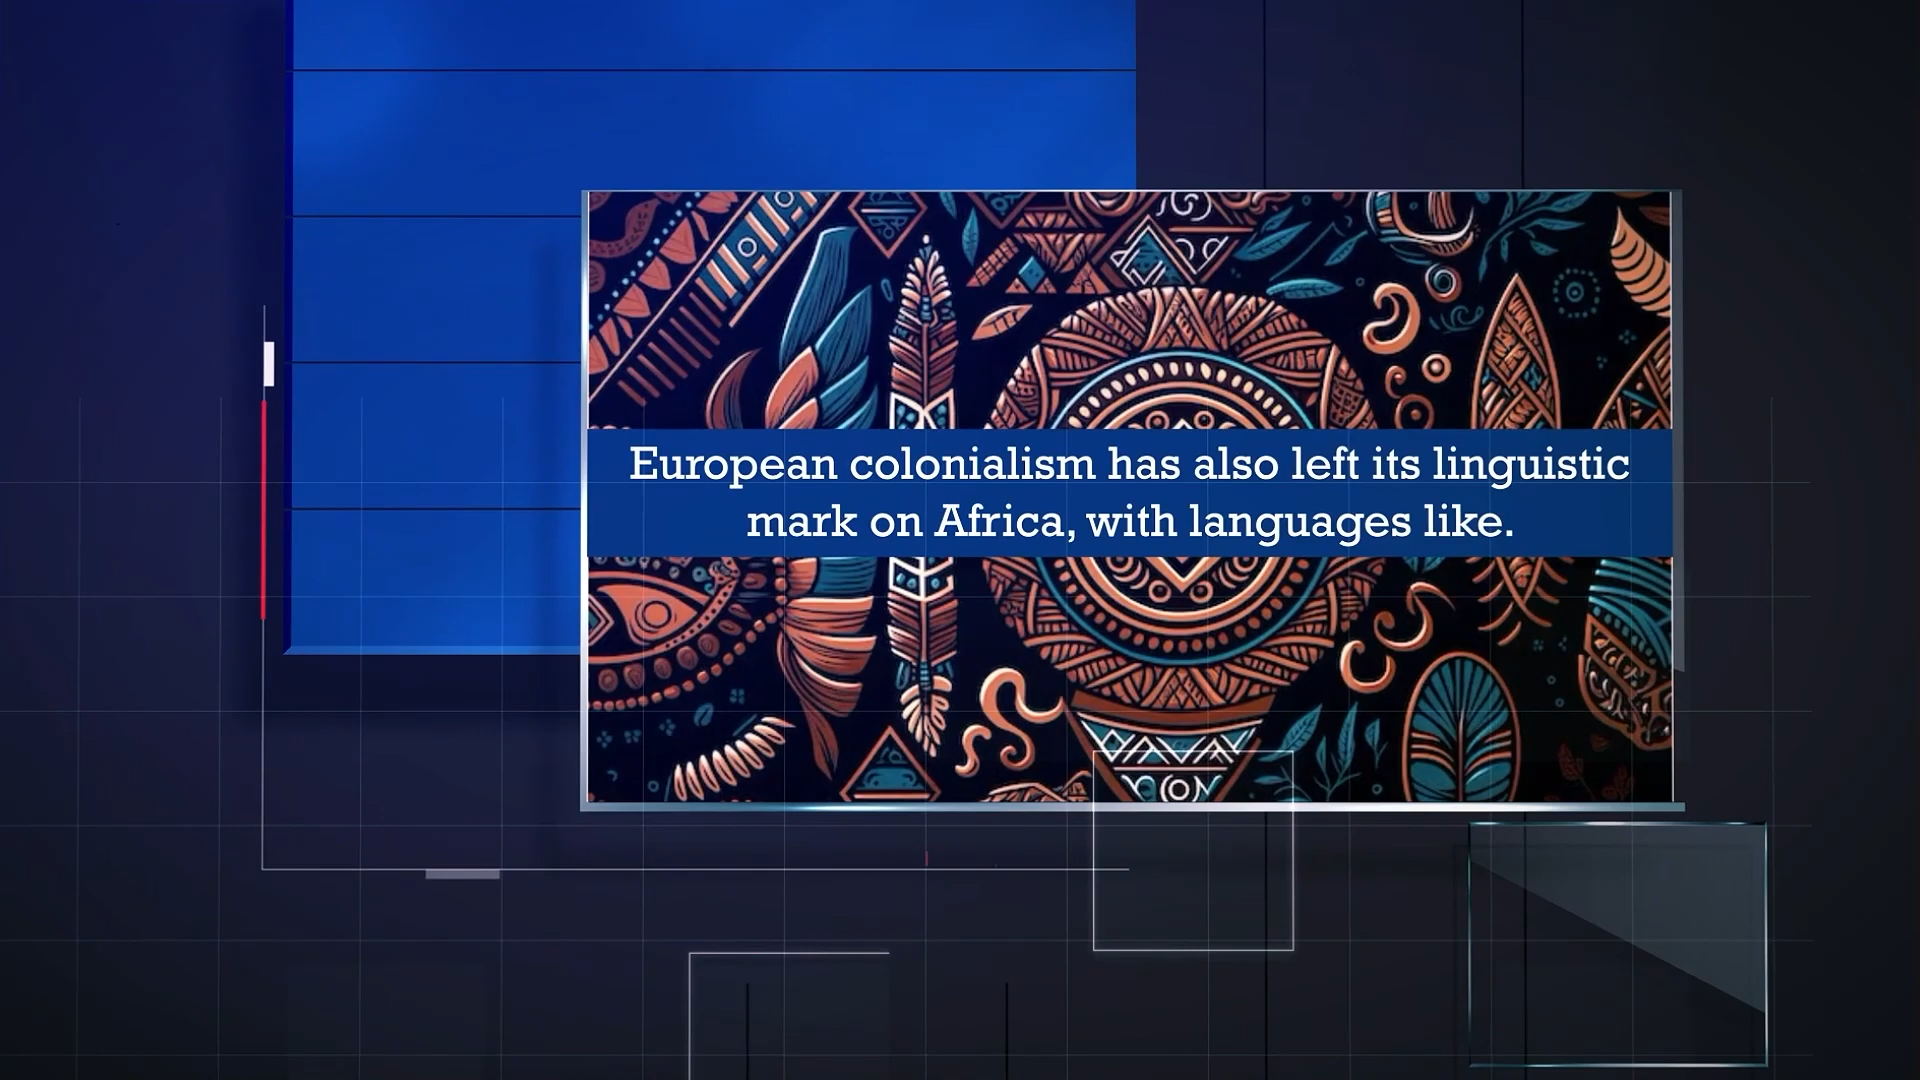 European colonialism has also left its linguistic
mark on Africa, with languages like.